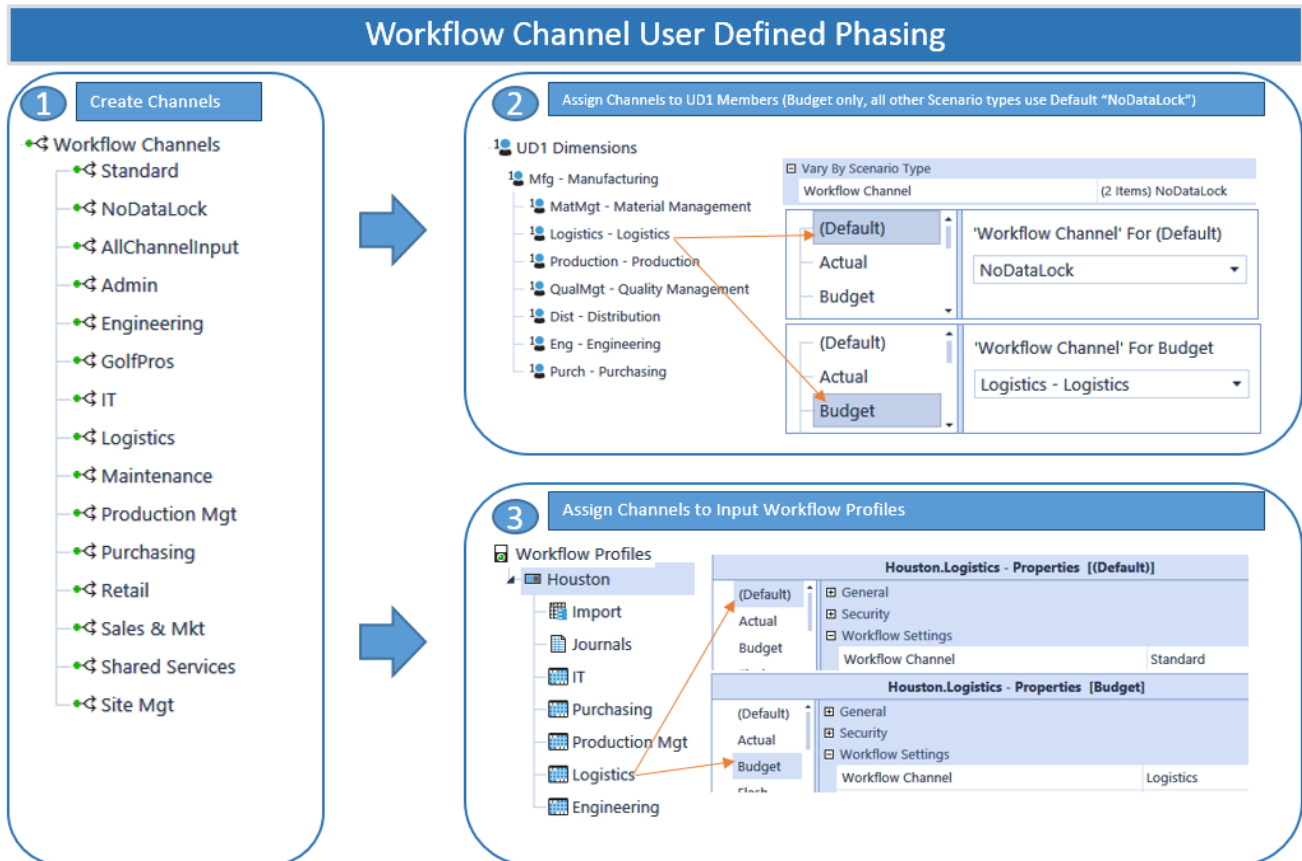 Workflow Channel User Defined Phasing
1
Create Channels
Workflow Channels
Standard
NoDataLock
AllChannelInput
Admin
Engineering
GolfPros
IT
Logistics
Maintenance
Production Mgt
Purchasing
Retail
Sales & Mkt
Shared Services
Site Mgt
2
Assign Channels to UD1 Members (Budget only, all other Scenario types use Default “NoDataLock”)
UD1 Dimensions
Mfg - Manufacturing
MatMgt - Material Management
Logistics - Logistics
Production - Production
QualMgt - Quality Management
Dist - Distribution
Eng - Engineering
Purch - Purchasing
Vary By Scenario Type
Workflow Channel (2 Items) NoDataLock
(Default)
Actual
Budget
'Workflow Channel' For (Default)
NoDataLock
(Default)
Actual
Budget
'Workflow Channel' For Budget
Logistics - Logistics
3
Assign Channels to Input Workflow Profiles
Workflow Profiles
Houston
Import
Journals
IT
Purchasing
Production Mgt
Logistics
Engineering
Houston.Logistics - Properties [(Default)]
(Default)
Actual
Budget
General
Security
Workflow Settings
Workflow Channel Standard
Houston.Logistics - Properties [Budget]
(Default)
Actual
Budget
General
Security
Workflow Settings
Workflow Channel Logistics